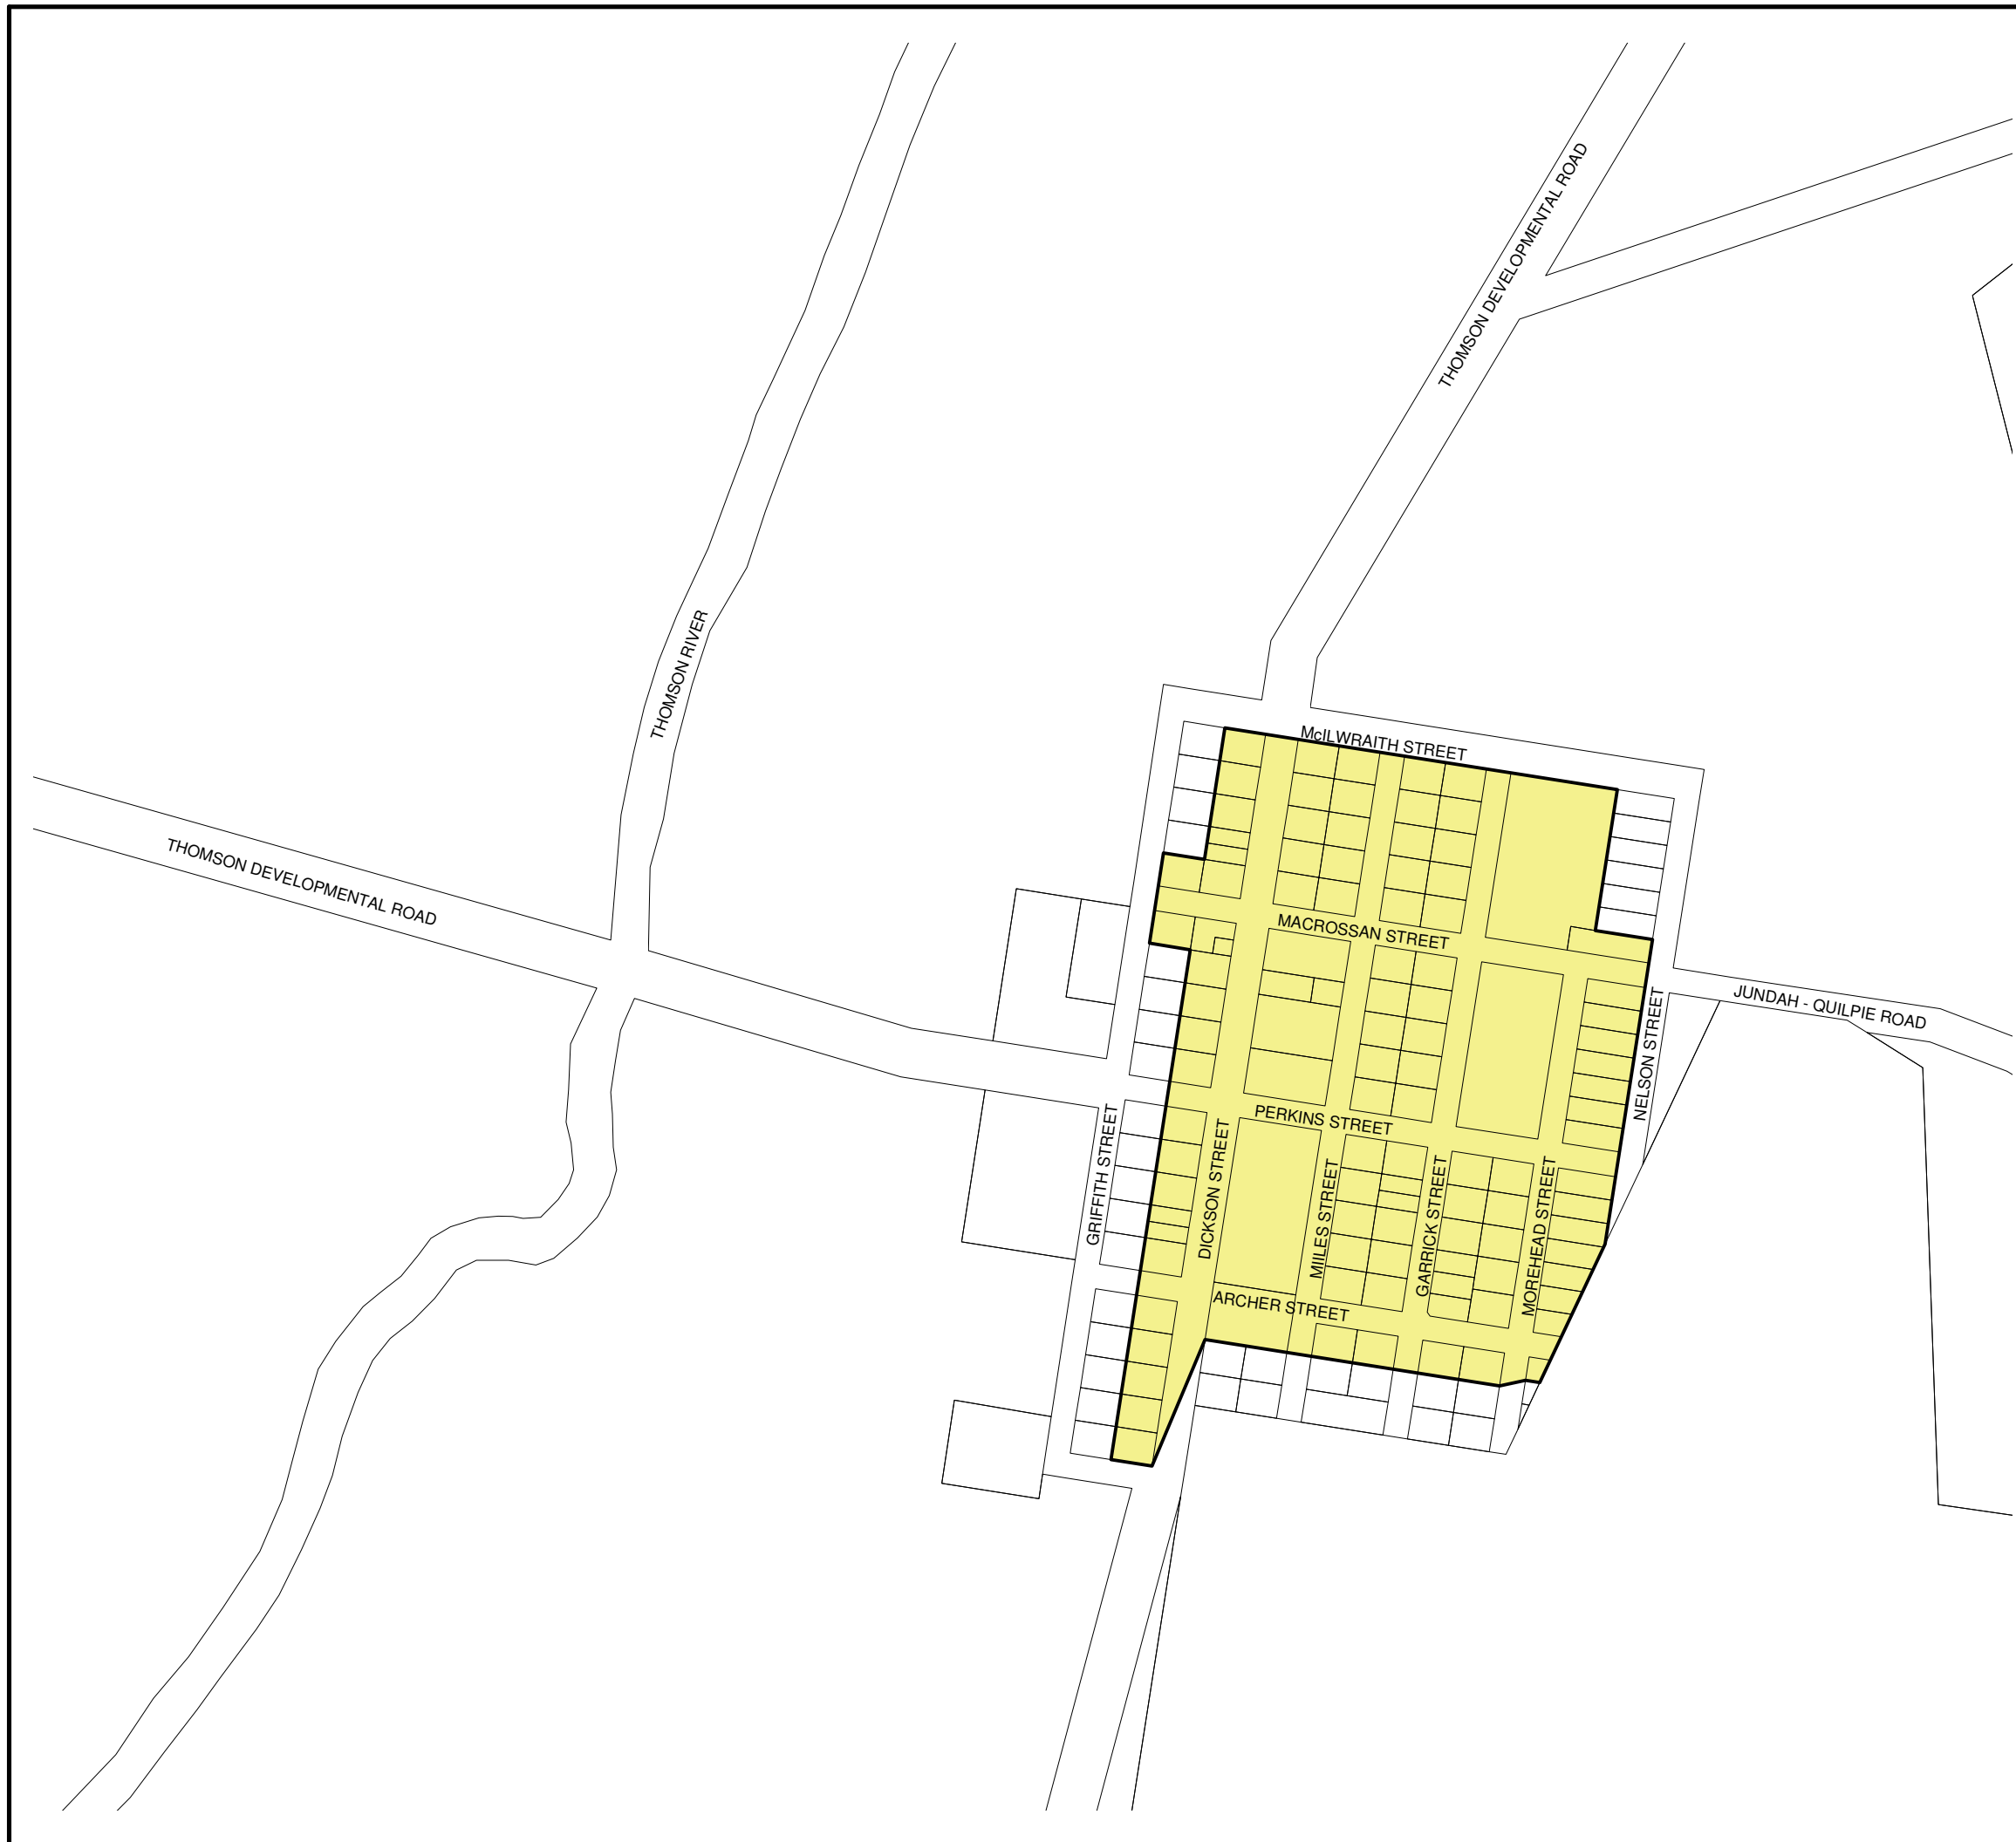 THOMSON DEVELOPMENTAL ROAD
THOMSON RIVER
McILWRAITH STREET
THOMSON DEVELOPMENTAL ROAD
MACROSSAN STREET
JUNDAH - QUILPIE ROAD
NELSON STREET
PERKINS STREET
GRIFFITH STREET
DICKSON STREET
MIILES STREET
GARRICK STREET
MOREHEAD STREET
ARCHER STREET